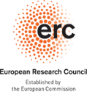 erc
European Research Council
Established by
the European Commission